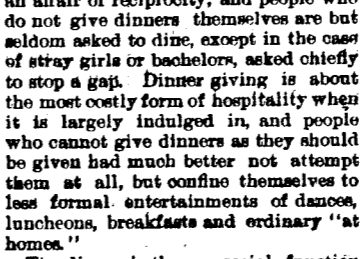 an affair of reciprocity, and people who
do not give dinners themselves are but
seldom asked to dine, except in the case
of stray girls or bachelors, asked chiefly
to stop a gap. Dinner giving is about
the most costly form of hospitality when
it is largely indulged in, and people
who cannot give dinners as they should
be given had much better not attempt
them at all, but confine themselves to
less formal entertainments of dances,
luncheons, breakfasts and ordinary "at
homes."
social function